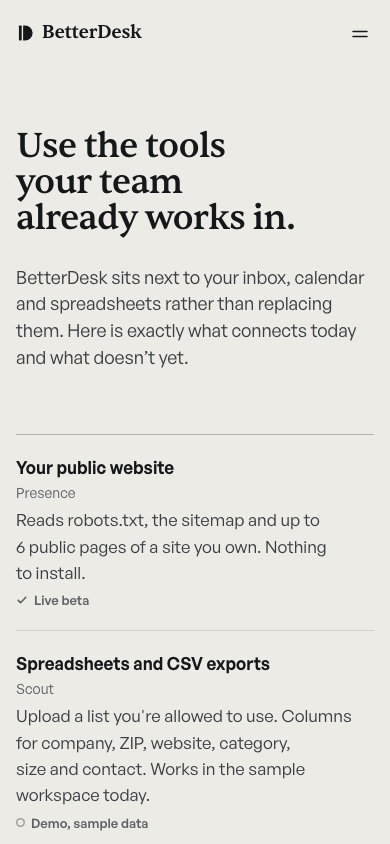 BetterDesk
Use the tools
your team
already works in.
BetterDesk sits next to your inbox, calendar
and spreadsheets rather than replacing
them. Here is exactly what connects today
and what doesn’t yet.
Your public website
Presence
Reads robots.txt, the sitemap and up to
6 public pages of a site you own. Nothing
to install.
Live beta
Spreadsheets and CSV exports
Scout
Upload a list you're allowed to use. Columns
for company, ZIP, website, category,
size and contact. Works in the sample
workspace today.
Demo, sample data